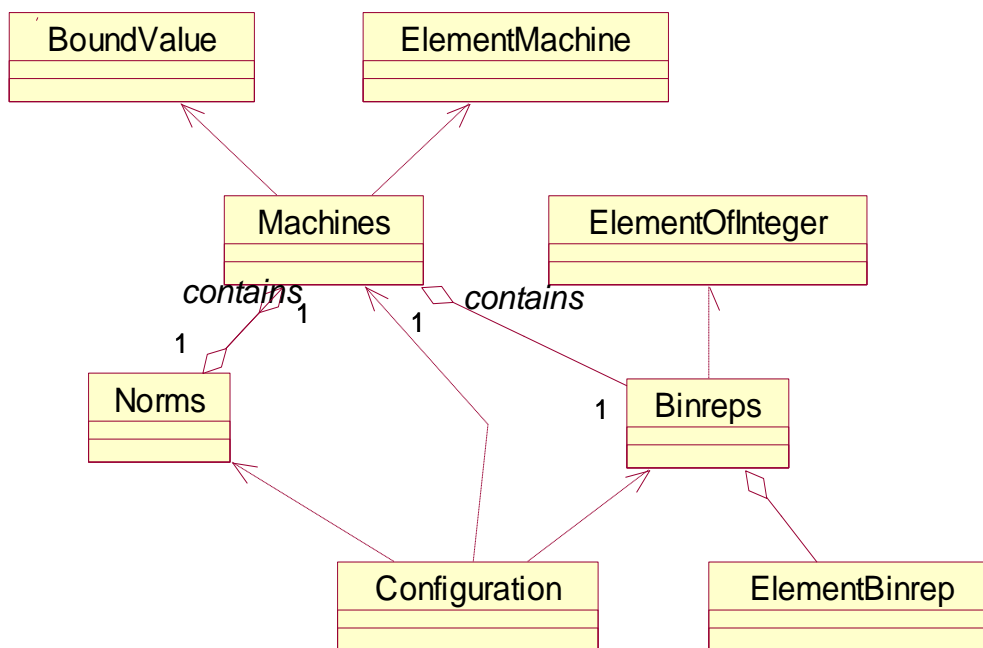 BoundValue
ElementMachine
Machines
ElementOfInteger
contains
contains
1
1
1
Norms
1
Binreps
Configuration
ElementBinrep